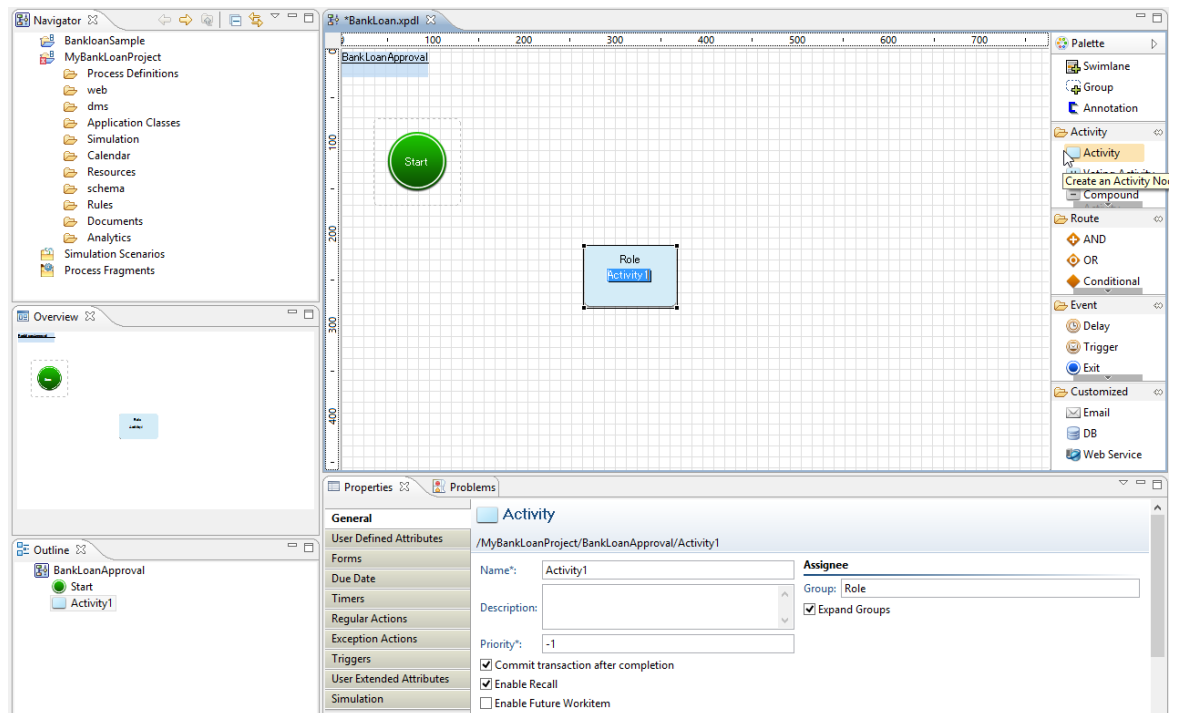 Navigator
BankloanSample
MyBankLoanProject
Process Definitions
web
dms
Application Classes
Simulation
Calendar
Resources
schema
Rules
Documents
Analytics
Simulation Scenarios
Process Fragments
Overview
Outline
BankLoanApproval
Start
Activity1
*BankLoan.xpdl
0 100 200 300 400 500 600 700
0
100
200
300
400
BankLoanApproval
Start
Role
Activity1
Palette
Swimlane
Group
Annotation
Activity
Activity
Voting Activity
Create an Activity Noc
Compound
Route
AND
OR
Conditional
Event
Delay
Trigger
Exit
Customized
Email
DB
Web Service
Properties Problems
General
User Defined Attributes
Forms
Due Date
Timers
Regular Actions
Exception Actions
Triggers
User Extended Attributes
Simulation
Activity
/MyBankLoanProject/BankLoanApproval/Activity1
Name*: Activity1
Description:
Priority*: -1
Commit transaction after completion
Enable Recall
Enable Future Workitem
Assignee
Group: Role
Expand Groups